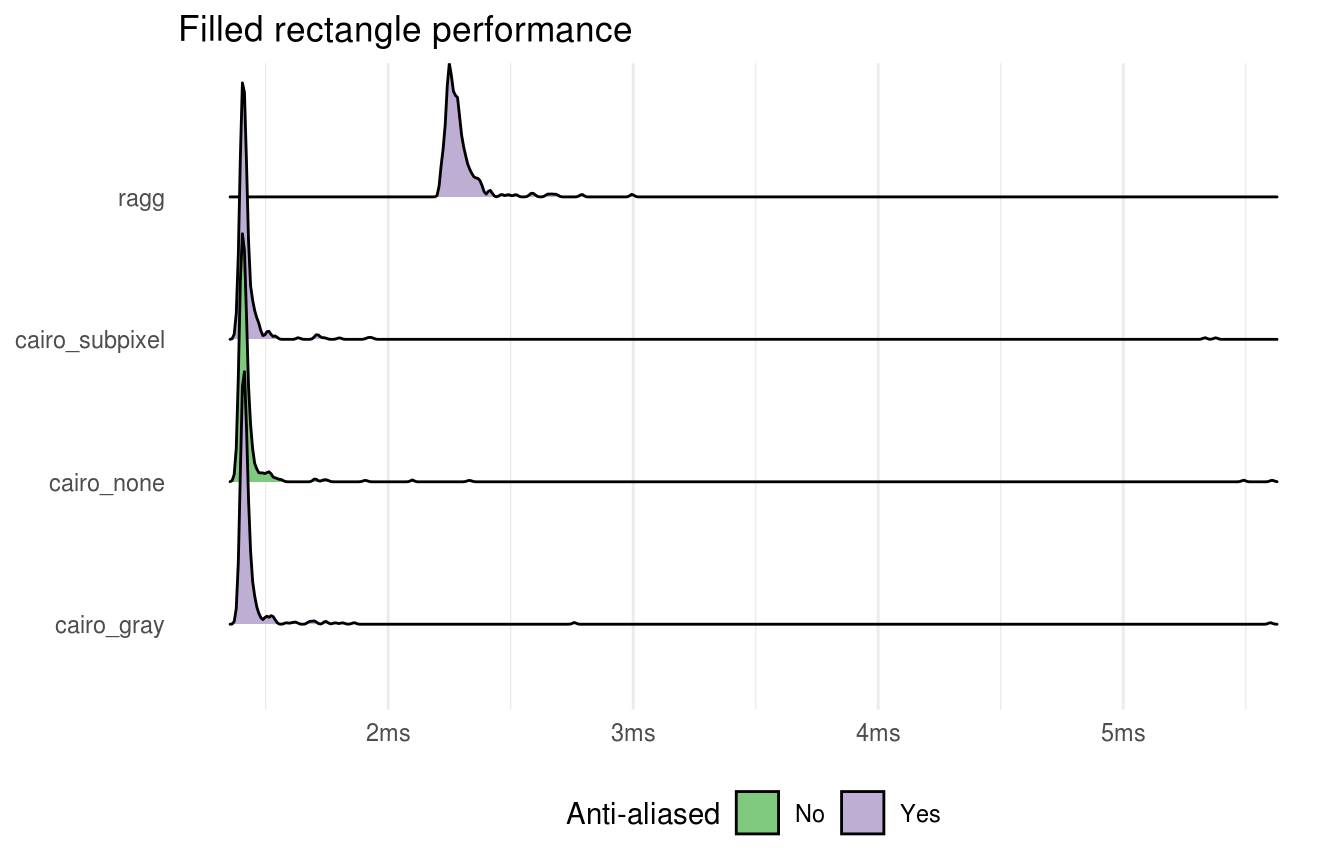 Filled rectangle performance
ragg
cairo_subpixel
cairo_none
cairo_gray
2ms 3ms 4ms 5ms
Anti-aliased No Yes